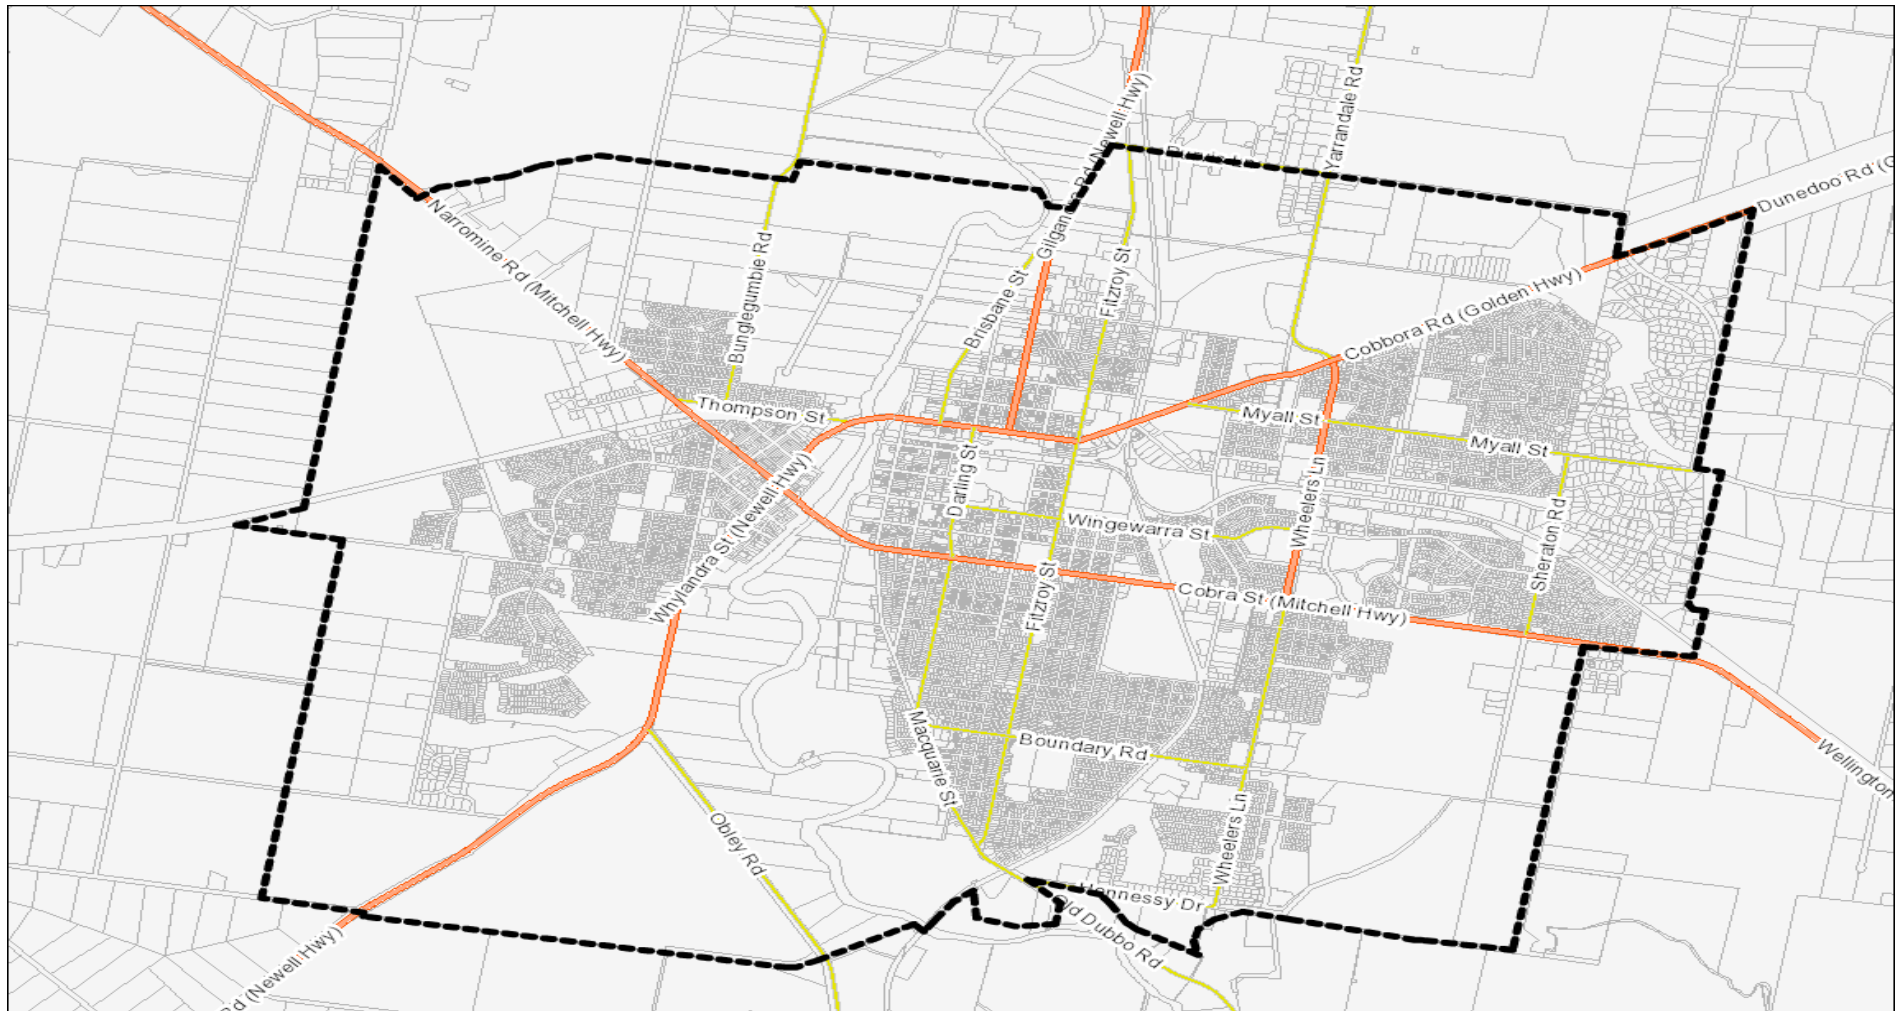 Gilgandra Rd (Newell Hwy)
Yarrandale Rd
Dunedoo Rd (G
Narromine Rd (Mitchell Hwy)
Bunglegumbie Rd
Brisbane St
Fitzroy St
Cobbora Rd (Golden Hwy)
Thompson St
Myall St
Myall St
Darling St
Whylandra St (Newell Hwy)
Wingewarra St
Wheelers Ln
Sheraton Rd
Fitzroy St
Cobra St (Mitchell Hwy)
Macquarie St
Boundary Rd
Wellington
Obley Rd
Wheelers Ln
Hennessy Dr
Old Dubbo Rd
Rd (Newell Hwy)